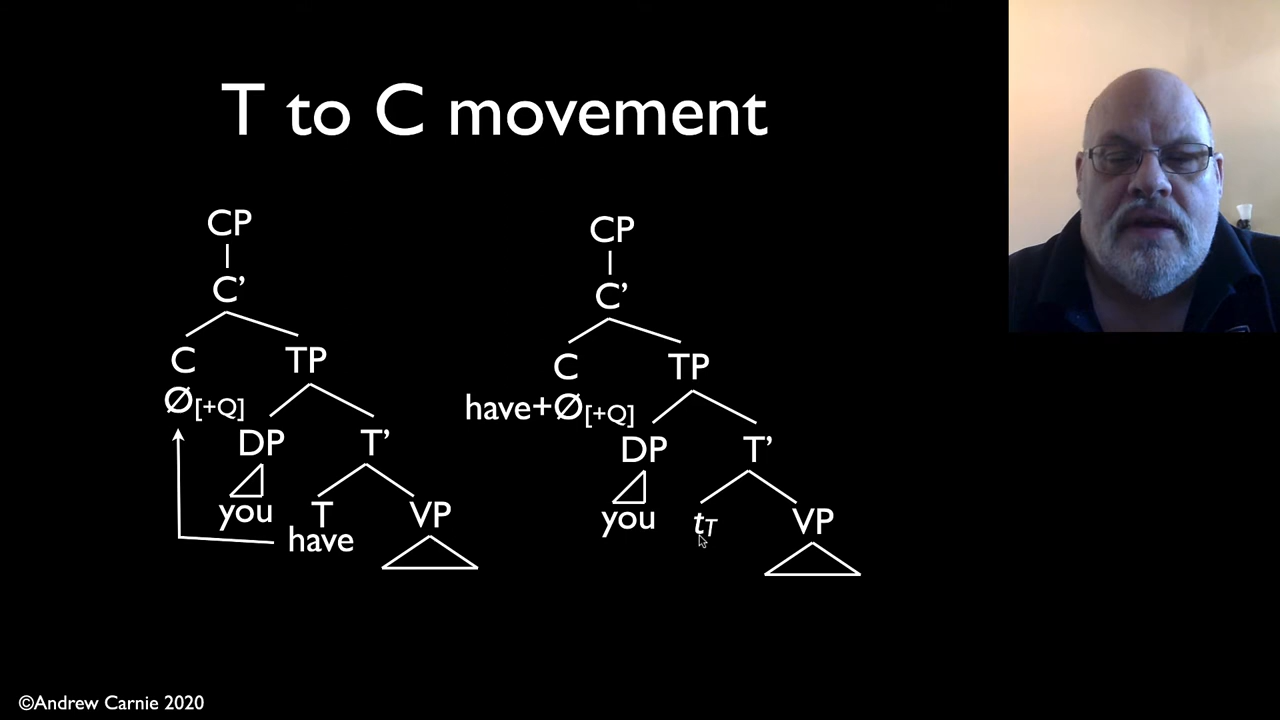 T to C movement
CP CP
C’ C’
C TP C TP
Ø[+Q] have+Ø[+Q]
DP T’ DP T’
you T VP you tT VP
have
©Andrew Carnie 2020